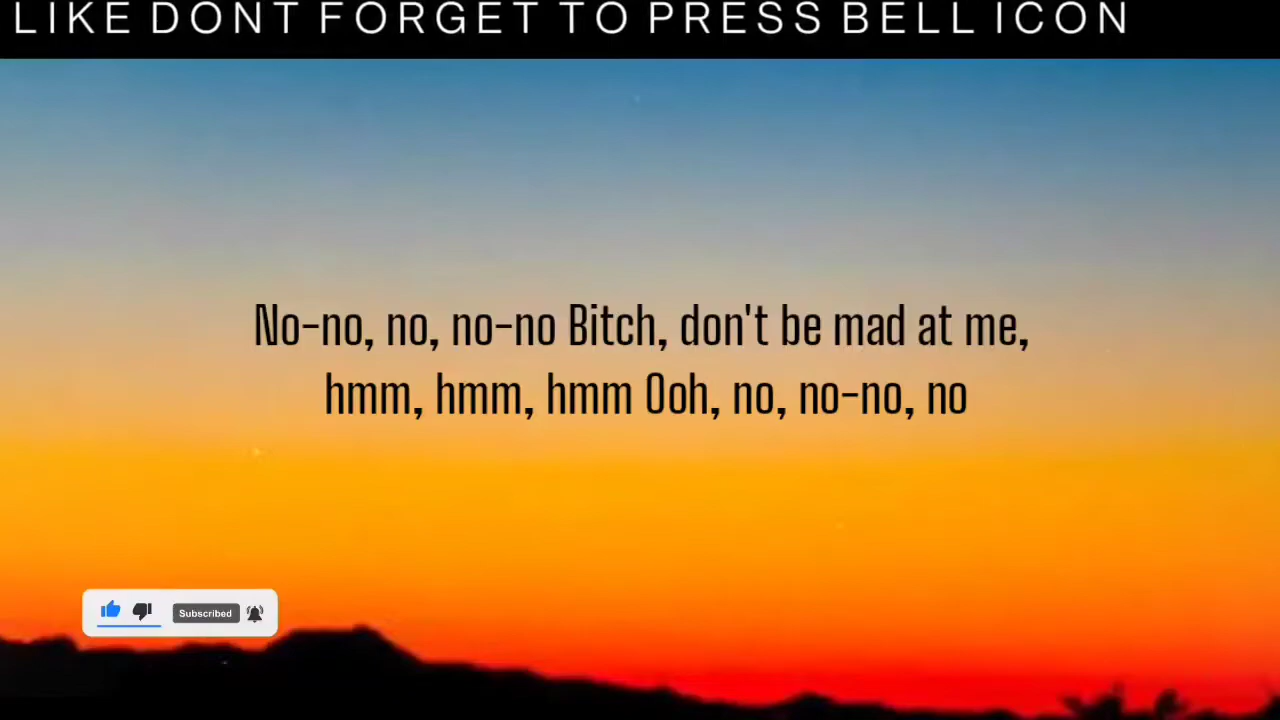 LIKE DONT FORGET TO PRESS BELL ICON
No-no, no, no-no Bitch, don't be mad at me,
hmm, hmm, hmm Ooh, no, no-no, no
Subscribed